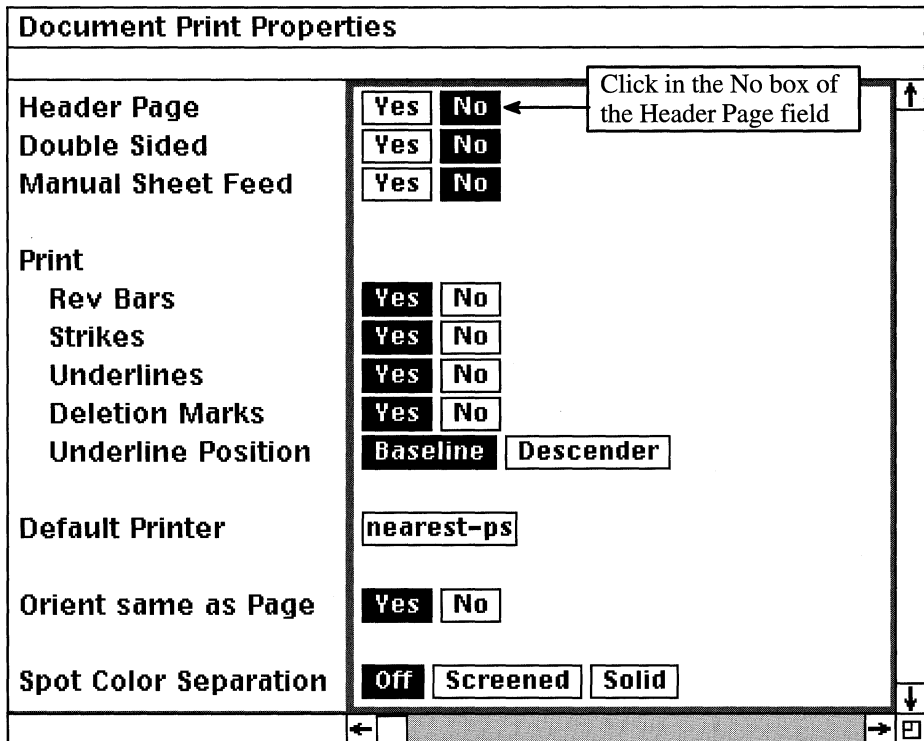 Document Print Properties
Header Page Yes No Click in the No box of
the Header Page field
Double Sided Yes No
Manual Sheet Feed Yes No
Print
Rev Bars Yes No
Strikes Yes No
Underlines Yes No
Deletion Marks Yes No
Underline Position Baseline Descender
Default Printer nearest-ps
Orient same as Page Yes No
Spot Color Separation Off Screened Solid